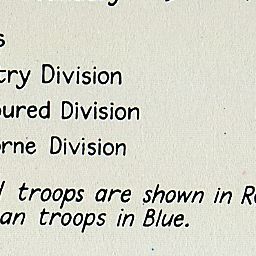 s
try Division
oured Division
orne Division
troops are shown in R
an troops in Blue.